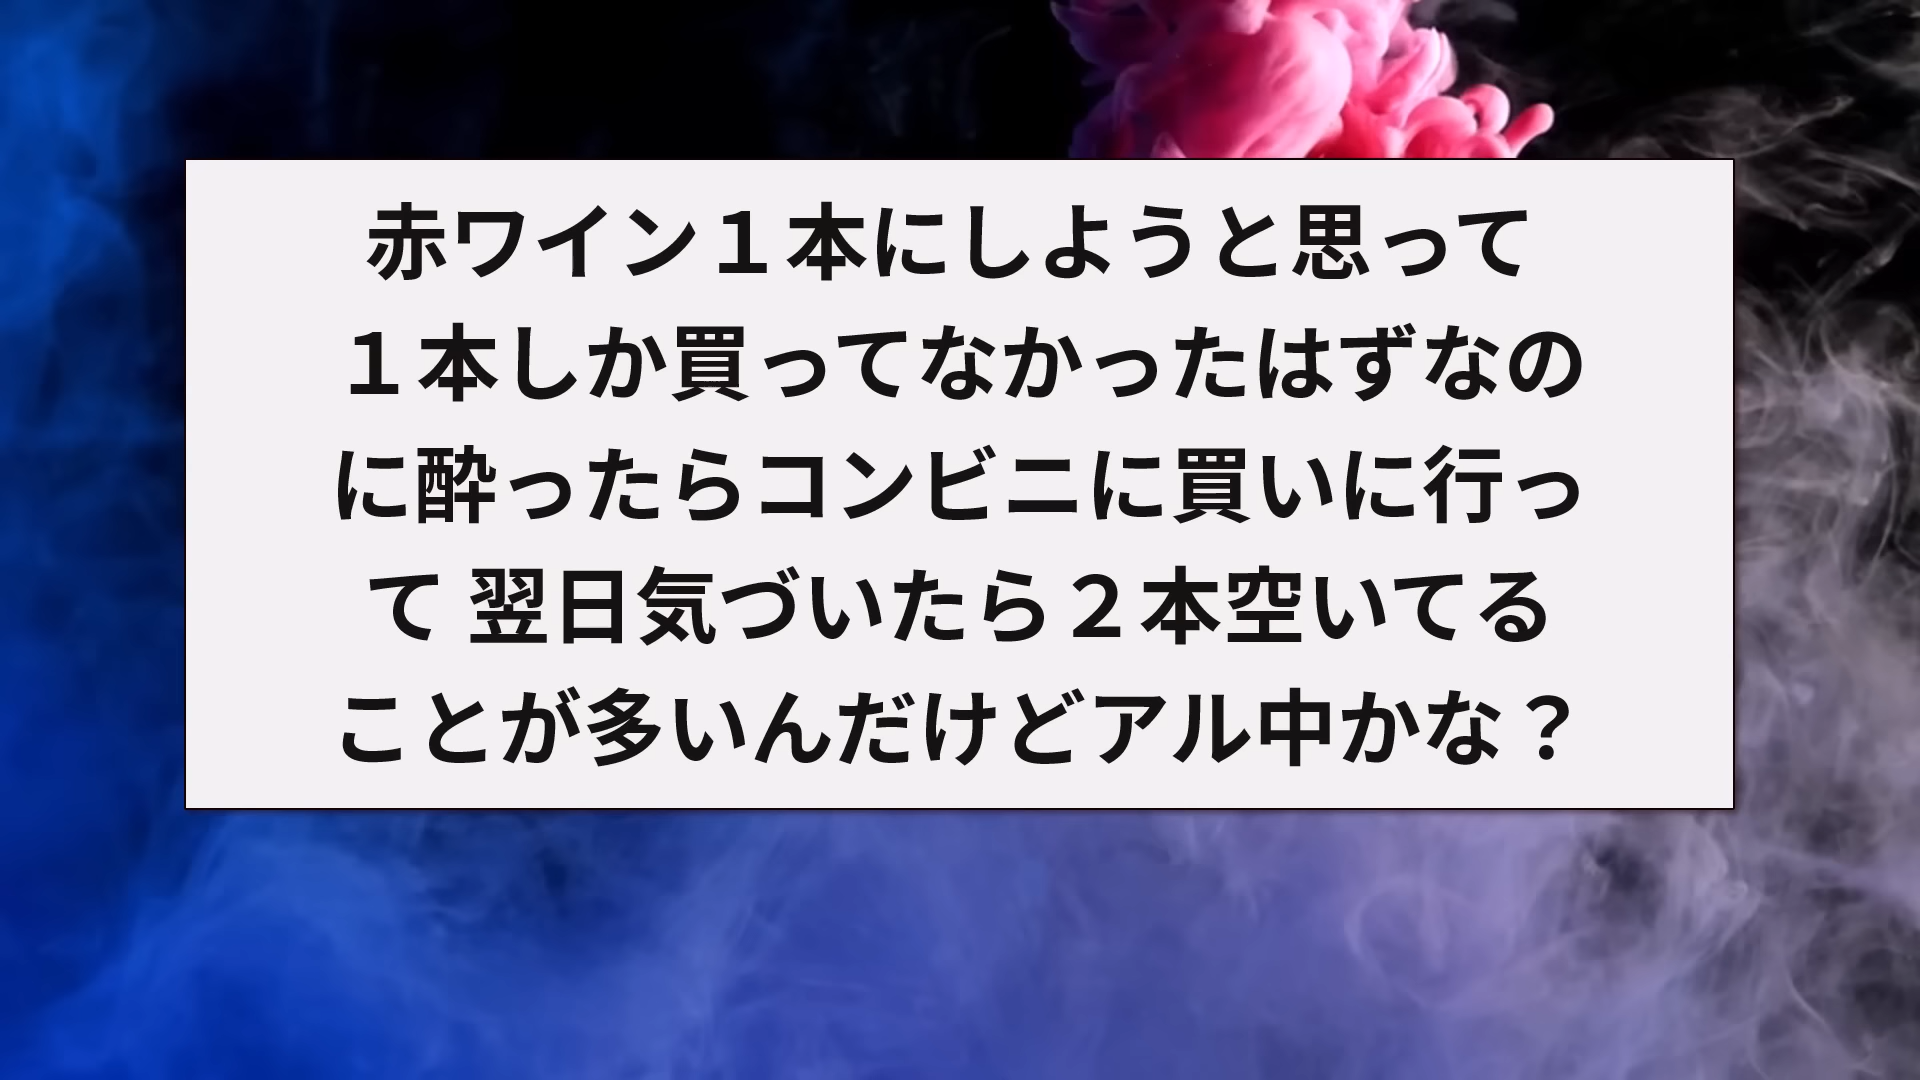 赤ワイン１本にしようと思って
１本しか買ってなかったはずなの
に酔ったらコンビニに買いに行っ
て 翌日気づいたら２本空いてる
ことが多いんだけどアル中かな？